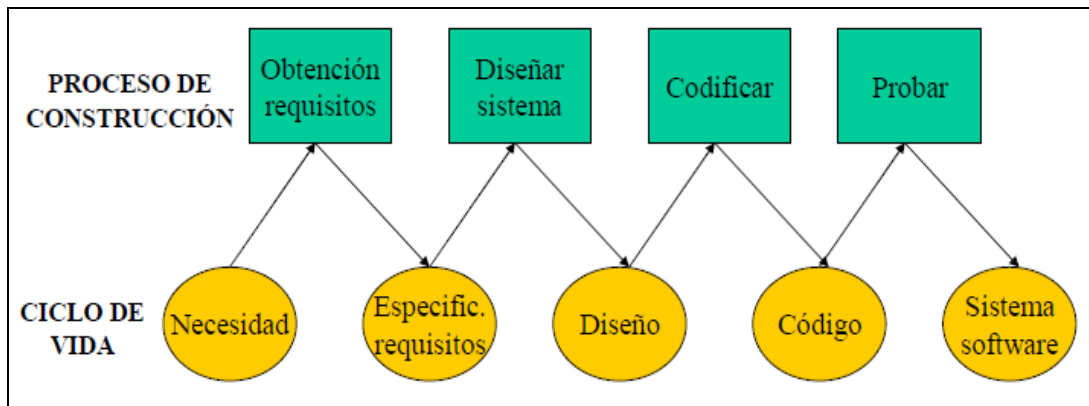 PROCESO DE
CONSTRUCCIÓN
Obtención
requisitos
Diseñar
sistema
Codificar
Probar
CICLO DE
VIDA
Necesidad
Especific.
requisitos
Diseño
Código
Sistema
software